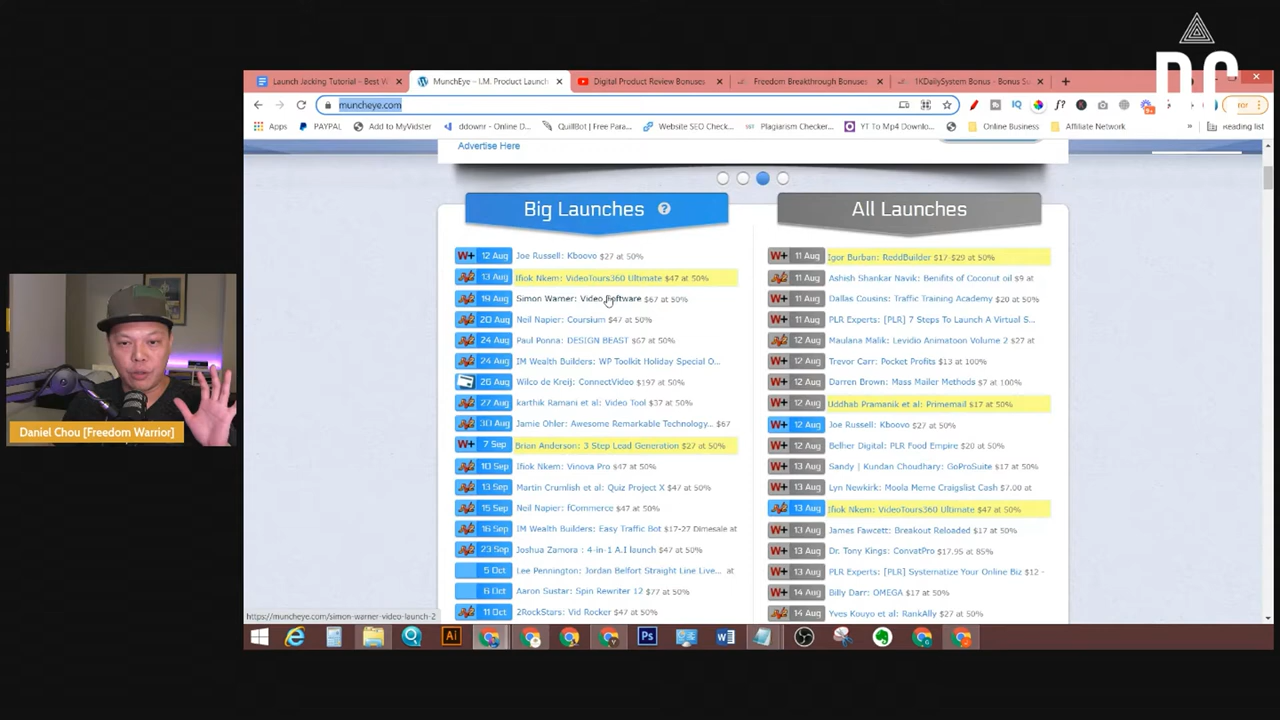 DC
Launch Jacking Tutorial - Best W
MunchEye – I.M. Product Launch
Digital Product Review Bonuses
Freedom Breakthrough Bonuses
1KDailySystem Bonus - Bonus Su
muncheye.com
Apps
PAYPAL
Add to MyVidster
ddownr - Online D...
QuillBot | Free Para...
Website SEO Check...
Plagiarism Checker...
YT To Mp4 Downlo...
Online Business
Affiliate Network
Reading list
Advertise Here
Big Launches
W+ 12 Aug Joe Russell: Kboovo $27 at 50%
13 Aug Ifiok Nkem: VideoTours360 Ultimate $47 at 50%
19 Aug Simon Warner: Video Software $67 at 50%
20 Aug Neil Napier: Coursium $47 at 50%
24 Aug Paul Ponna: DESIGN BEAST $67 at 50%
24 Aug IM Wealth Builders: WP Toolkit Holiday Special O...
26 Aug Wilco de Kreij: ConnectVideo $197 at 50%
27 Aug karthik Ramani et al: Video Tool $37 at 50%
30 Aug Jamie Ohler: Awesome Remarkable Technology... $67
W+ 7 Sep Brian Anderson: 3 Step Lead Generation $27 at 50%
10 Sep Ifiok Nkem: Vinova Pro $47 at 50%
13 Sep Martin Crumlish et al: Quiz Project X $47 at 50%
15 Sep Neil Napier: fCommerce $47 at 50%
16 Sep IM Wealth Builders: Easy Traffic Bot $17-27 Dimesale at
23 Sep Joshua Zamora : 4-in-1 A.I launch $47 at 50%
5 Oct Lee Pennington: Jordan Belfort Straight Line Live... at
6 Oct Aaron Sustar: Spin Rewriter 12 $77 at 50%
11 Oct 2RockStars: Vid Rocker $47 at 50%
All Launches
W+ 11 Aug Igor Burban: ReddBuilder $17-$29 at 50%
11 Aug Ashish Shankar Navik: Benifits of Coconut oil $9 at
W+ 11 Aug Dallas Cousins: Traffic Training Academy $20 at 50%
W+ 11 Aug PLR Experts: [PLR] 7 Steps To Launch A Virtual S...
12 Aug Maulana Malik: Levidio Animatoon Volume 2 $27 at
W+ 12 Aug Trevor Carr: Pocket Profits $13 at 100%
W+ 12 Aug Darren Brown: Mass Mailer Methods $7 at 100%
W+ 12 Aug Uddhab Pramanik et al: Primemail $17 at 50%
W+ 12 Aug Joe Russell: Kboovo $27 at 50%
W+ 12 Aug Belher Digital: PLR Food Empire $20 at 50%
W+ 13 Aug Sandy | Kundan Choudhary: GoProSuite $17 at 50%
W+ 13 Aug Lyn Newkirk: Moola Meme Craigslist Cash $7.00 at
13 Aug Ifiok Nkem: VideoTours360 Ultimate $47 at 50%
W+ 13 Aug James Fawcett: Breakout Reloaded $17 at 50%
W+ 13 Aug Dr. Tony Kings: ConvatPro $17.95 at 85%
W+ 13 Aug PLR Experts: [PLR] Systematize Your Online Biz $12 -
W+ 14 Aug Billy Darr: OMEGA $17 at 50%
14 Aug Yves Kouyo et al: RankAlly $27 at 50%
https://muncheye.com/simon-warner-video-launch-2
Daniel Chou [Freedom Warrior]